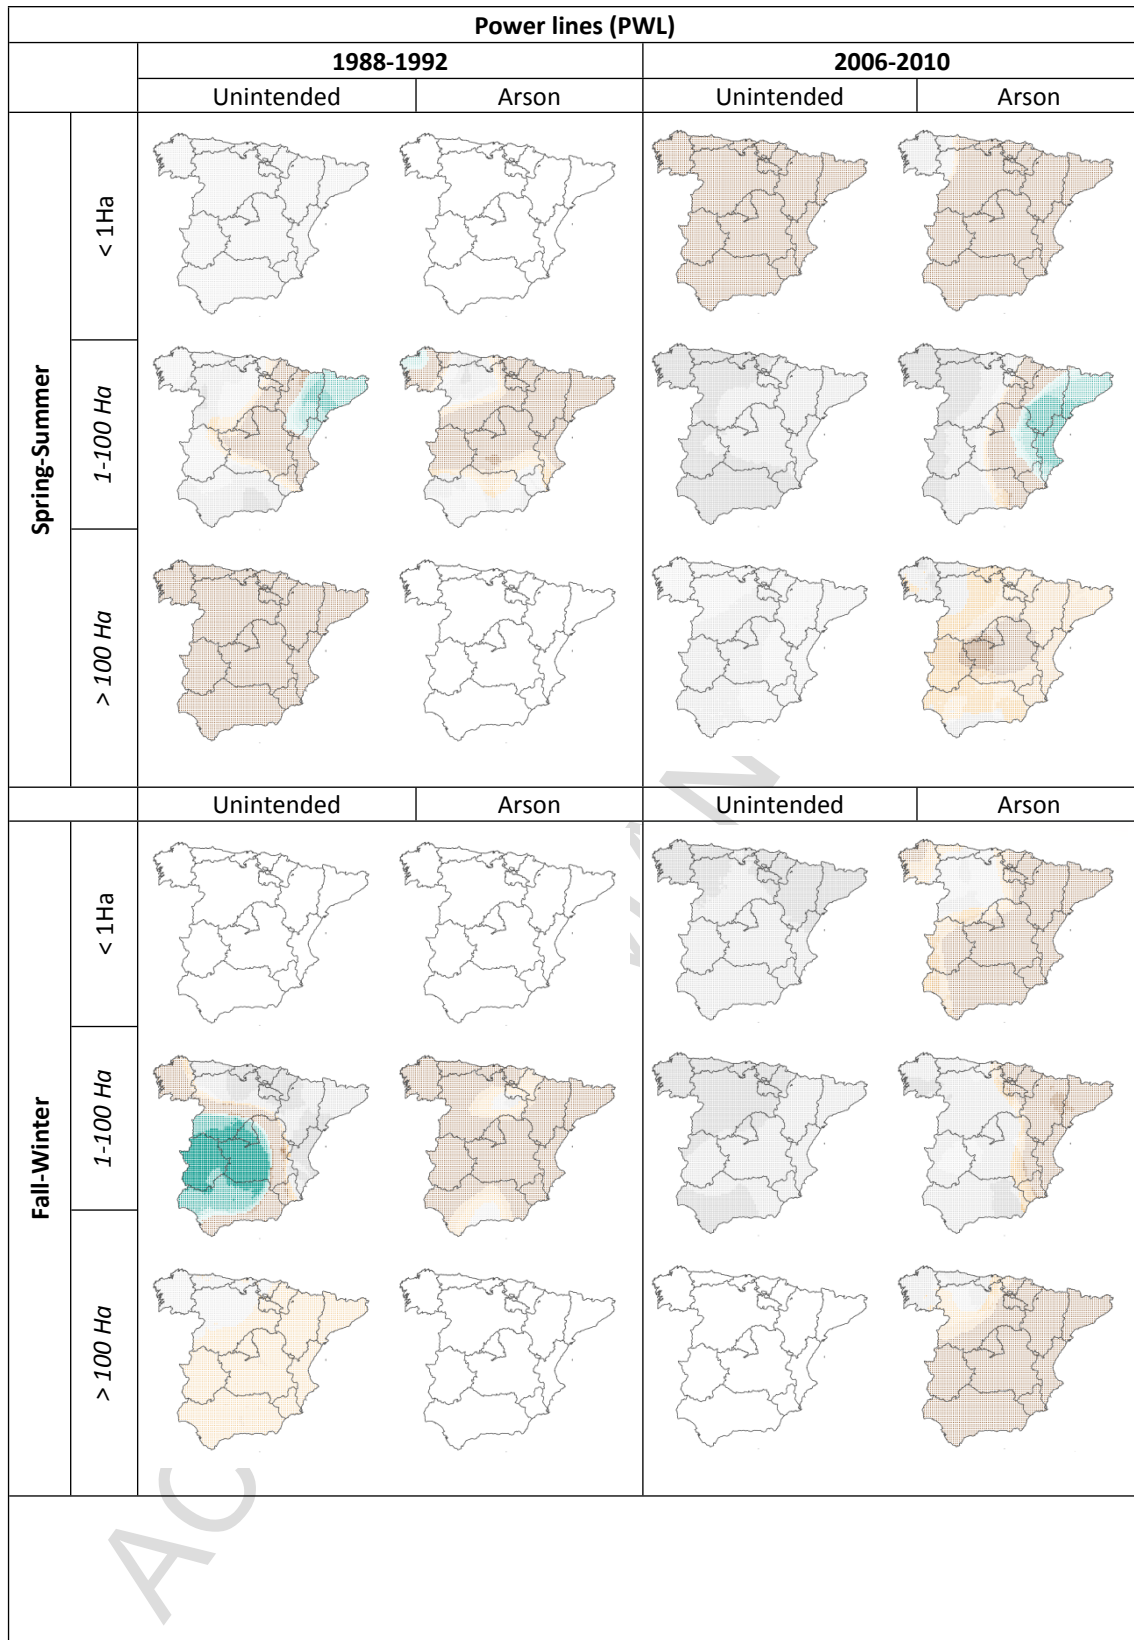 Power lines (PWL)
1988-1992 2006-2010
Unintended Arson Unintended Arson
Spring-Summer
< 1Ha
1-100 Ha
> 100 Ha
Unintended Arson Unintended Arson
Fall-Winter
< 1Ha
1-100 Ha
> 100 Ha